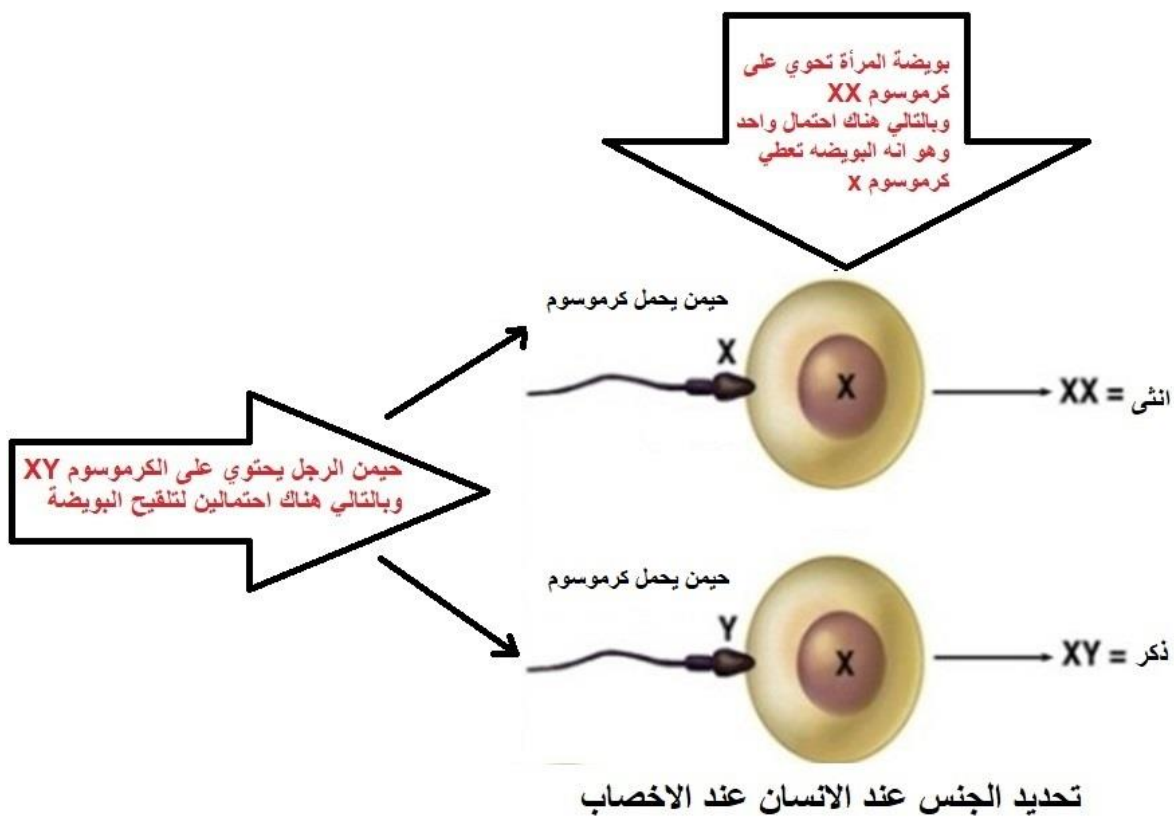 بويضة المرأة تحوي على
كرموسوم XX
وبالتالي هناك احتمال واحد
وهو انه البويضه تعطي
كرموسوم x
حيمن يحمل كرموسوم
X
X
XX = انثى
حيمن الرجل يحتوي على الكرموسوم XY
وبالتالي هناك احتمالين لتلقيح البويضة
حيمن يحمل كرموسوم
Y
X
XY = ذكر
تحديد الجنس عند الانسان عند الاخصاب